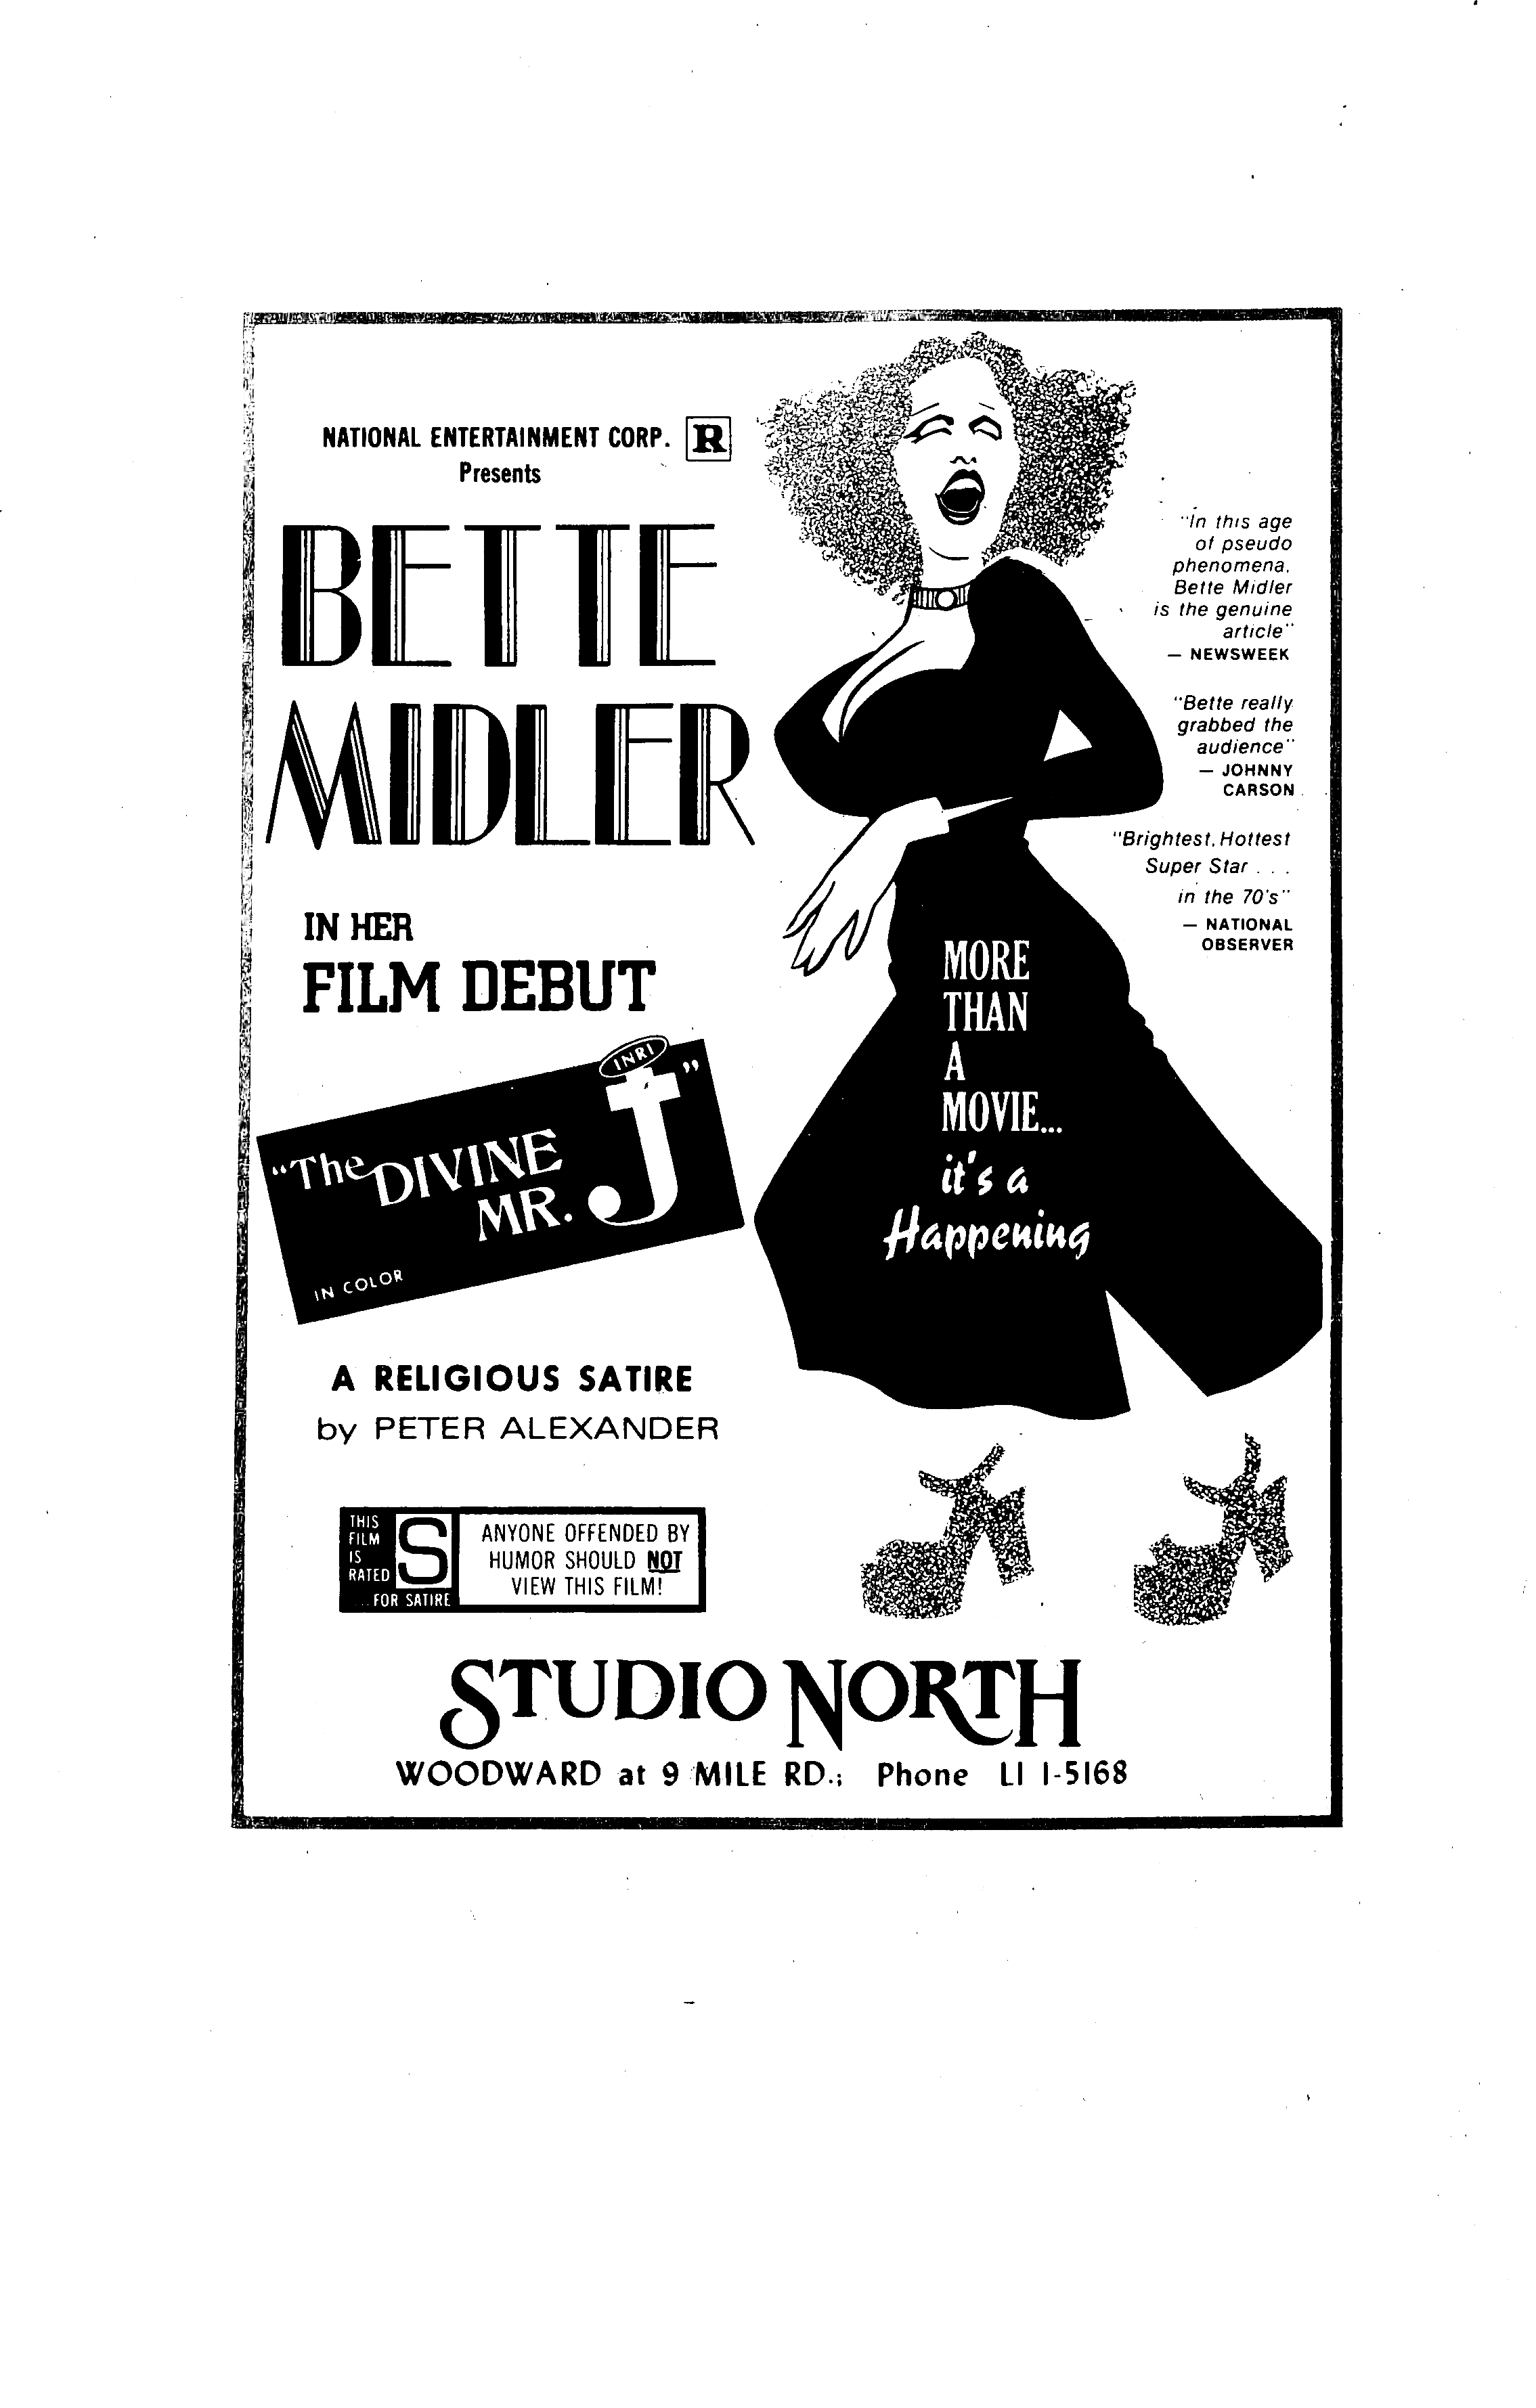 NATIONAL ENTERTAINMENT CORP. R
Presents
BETTE
MIDLER
IN HER
FILM DEBUT
INRI
"The DIVINE
MR. J"
IN COLOR
A RELIGIOUS SATIRE
by PETER ALEXANDER
THIS
FILM
IS
RATED
S
...FOR SATIRE
ANYONE OFFENDED BY
HUMOR SHOULD NOT
VIEW THIS FILM!
"In this age
of pseudo
phenomena,
Bette Midler
is the genuine
article"
— NEWSWEEK
"Bette really
grabbed the
audience"
— JOHNNY
CARSON
"Brightest, Hottest
Super Star . . .
in the 70's"
— NATIONAL
OBSERVER
MORE
THAN
A
MOVIE...
it's a
Happening
STUDIO NORTH
WOODWARD at 9 MILE RD.; Phone LI 1-5168